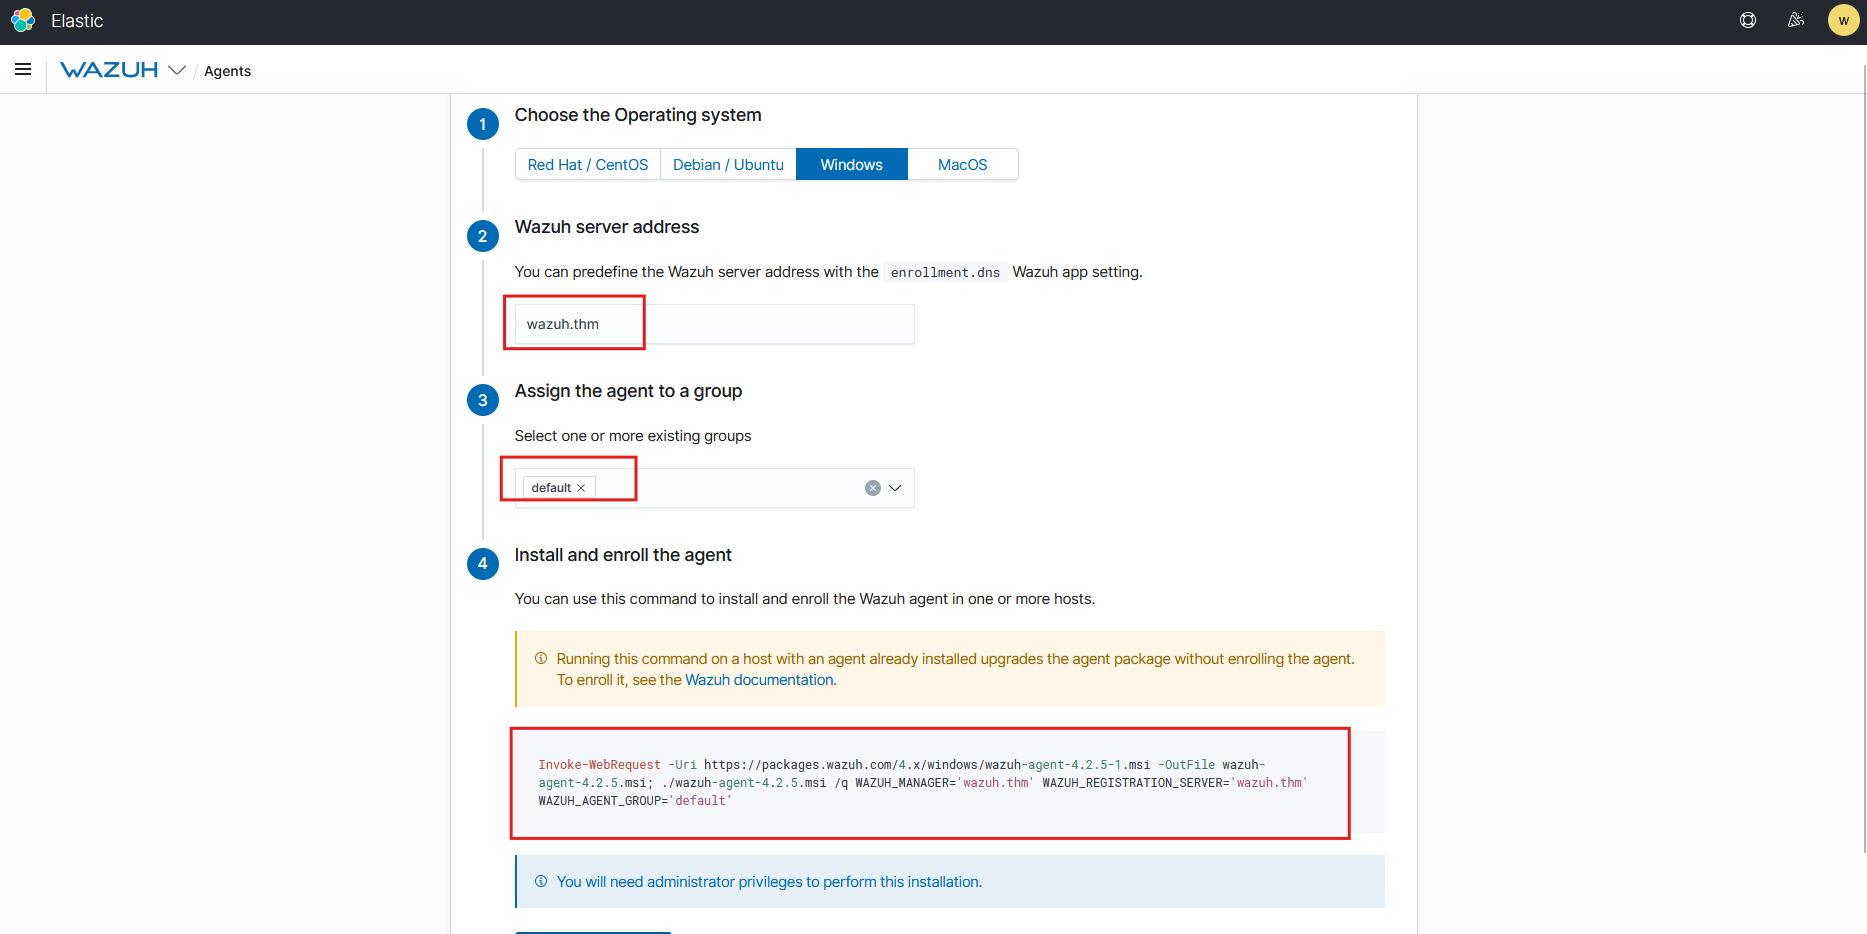 Elastic
w
WAZUH / Agents
1
Choose the Operating system
Red Hat / CentOS Debian / Ubuntu Windows MacOS
2
Wazuh server address
You can predefine the Wazuh server address with the enrollment.dns Wazuh app setting.
wazuh.thm
3
Assign the agent to a group
Select one or more existing groups
default
4
Install and enroll the agent
You can use this command to install and enroll the Wazuh agent in one or more hosts.
Running this command on a host with an agent already installed upgrades the agent package without enrolling the agent.
To enroll it, see the Wazuh documentation.
Invoke-WebRequest -Uri https://packages.wazuh.com/4.x/windows/wazuh-agent-4.2.5-1.msi -OutFile wazuh-
agent-4.2.5.msi; ./wazuh-agent-4.2.5.msi /q WAZUH_MANAGER='wazuh.thm' WAZUH_REGISTRATION_SERVER='wazuh.thm'
WAZUH_AGENT_GROUP='default'
You will need administrator privileges to perform this installation.